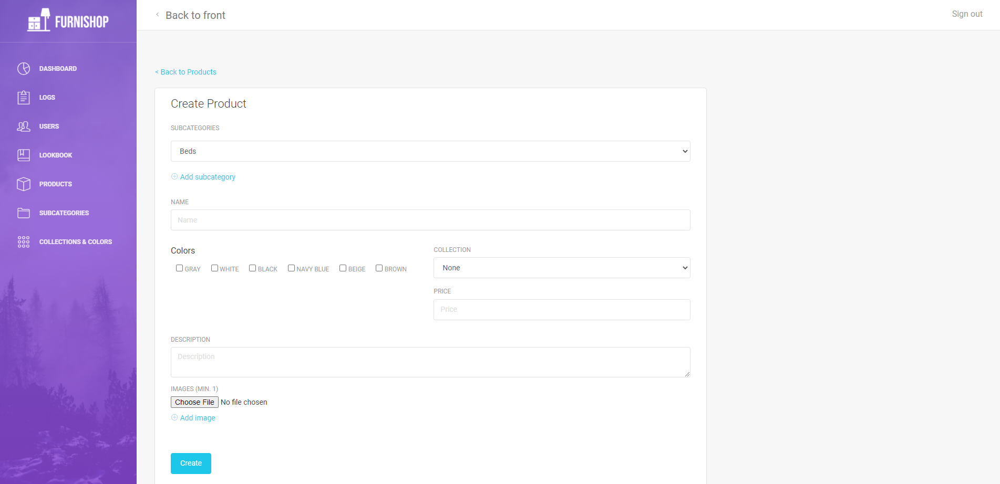 FURNISHOP
Back to front
Sign out
DASHBOARD
LOGS
USERS
LOOKBOOK
PRODUCTS
SUBCATEGORIES
COLLECTIONS & COLORS
< Back to Products
Create Product
SUBCATEGORIES
Beds
Add subcategory
NAME
Name
Colors
GRAY WHITE BLACK NAVY BLUE BEIGE BROWN
COLLECTION
None
PRICE
Price
DESCRIPTION
Description
IMAGES (MIN. 1)
Choose File No file chosen
Add image
Create